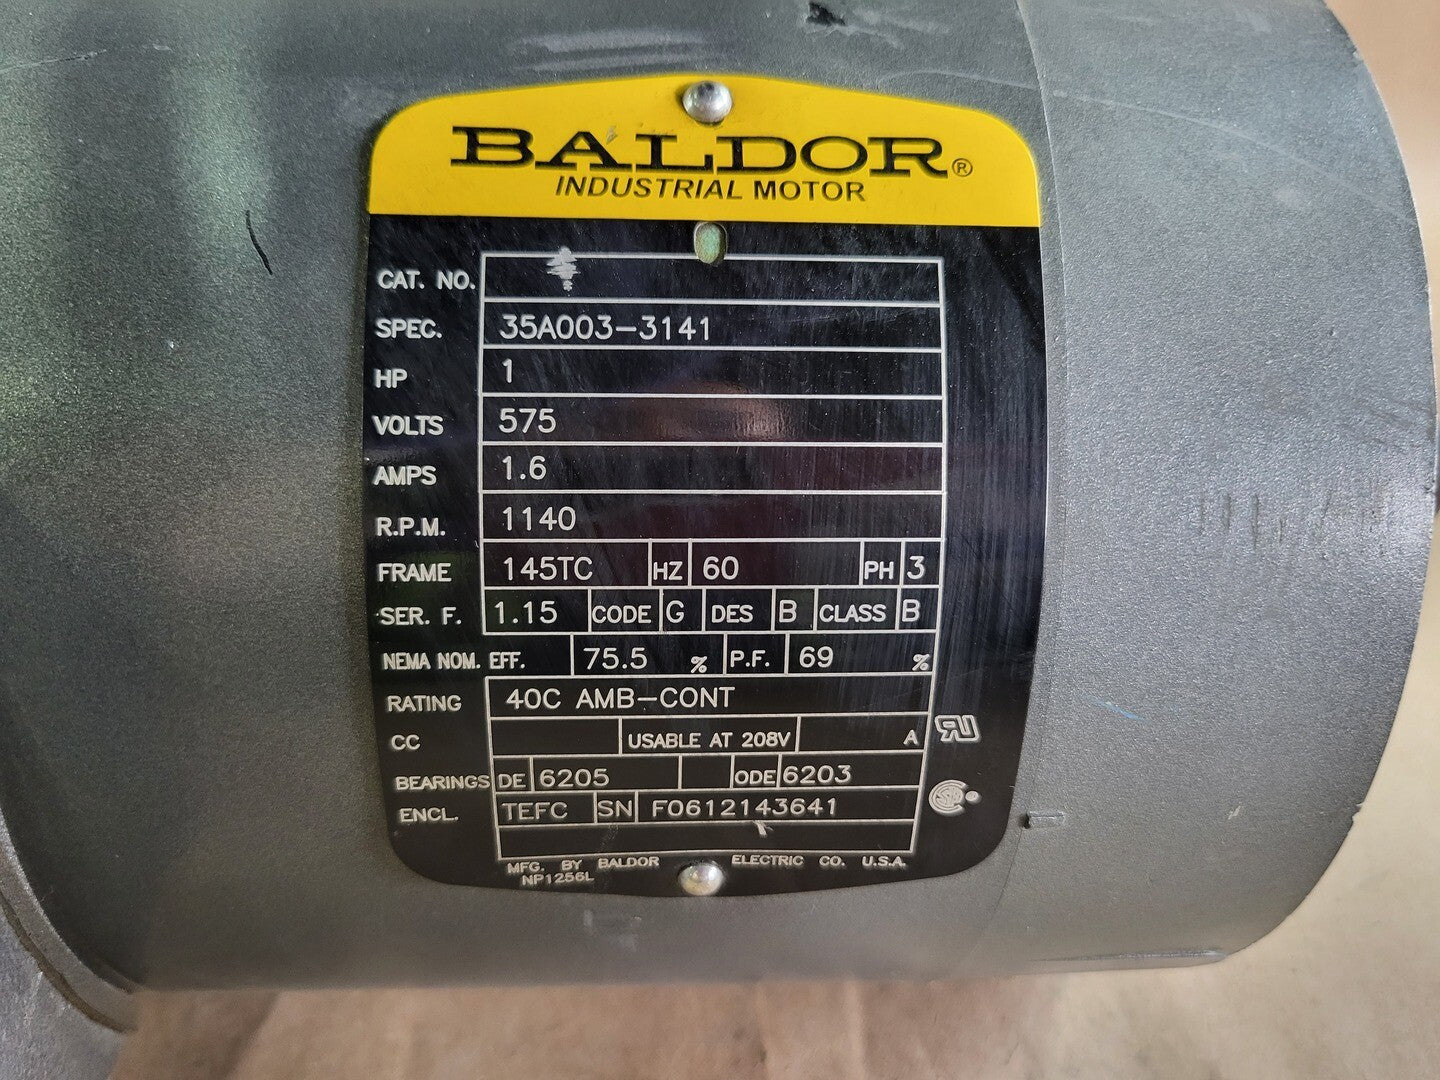 BALDOR®
INDUSTRIAL MOTOR
CAT. NO.
SPEC. 35A003-3141
HP 1
VOLTS 575
AMPS 1.6
R.P.M. 1140
FRAME 145TC HZ 60 PH 3
SER. F. 1.15 CODE G DES B CLASS B
NEMA NOM. EFF. 75.5 % P.F. 69 %
RATING 40C AMB-CONT
CC USABLE AT 208V A
BEARINGS DE 6205 ODE 6203
ENCL. TEFC SN F0612143641
MFG. BY BALDOR ELECTRIC CO. U.S.A.
NP1256L